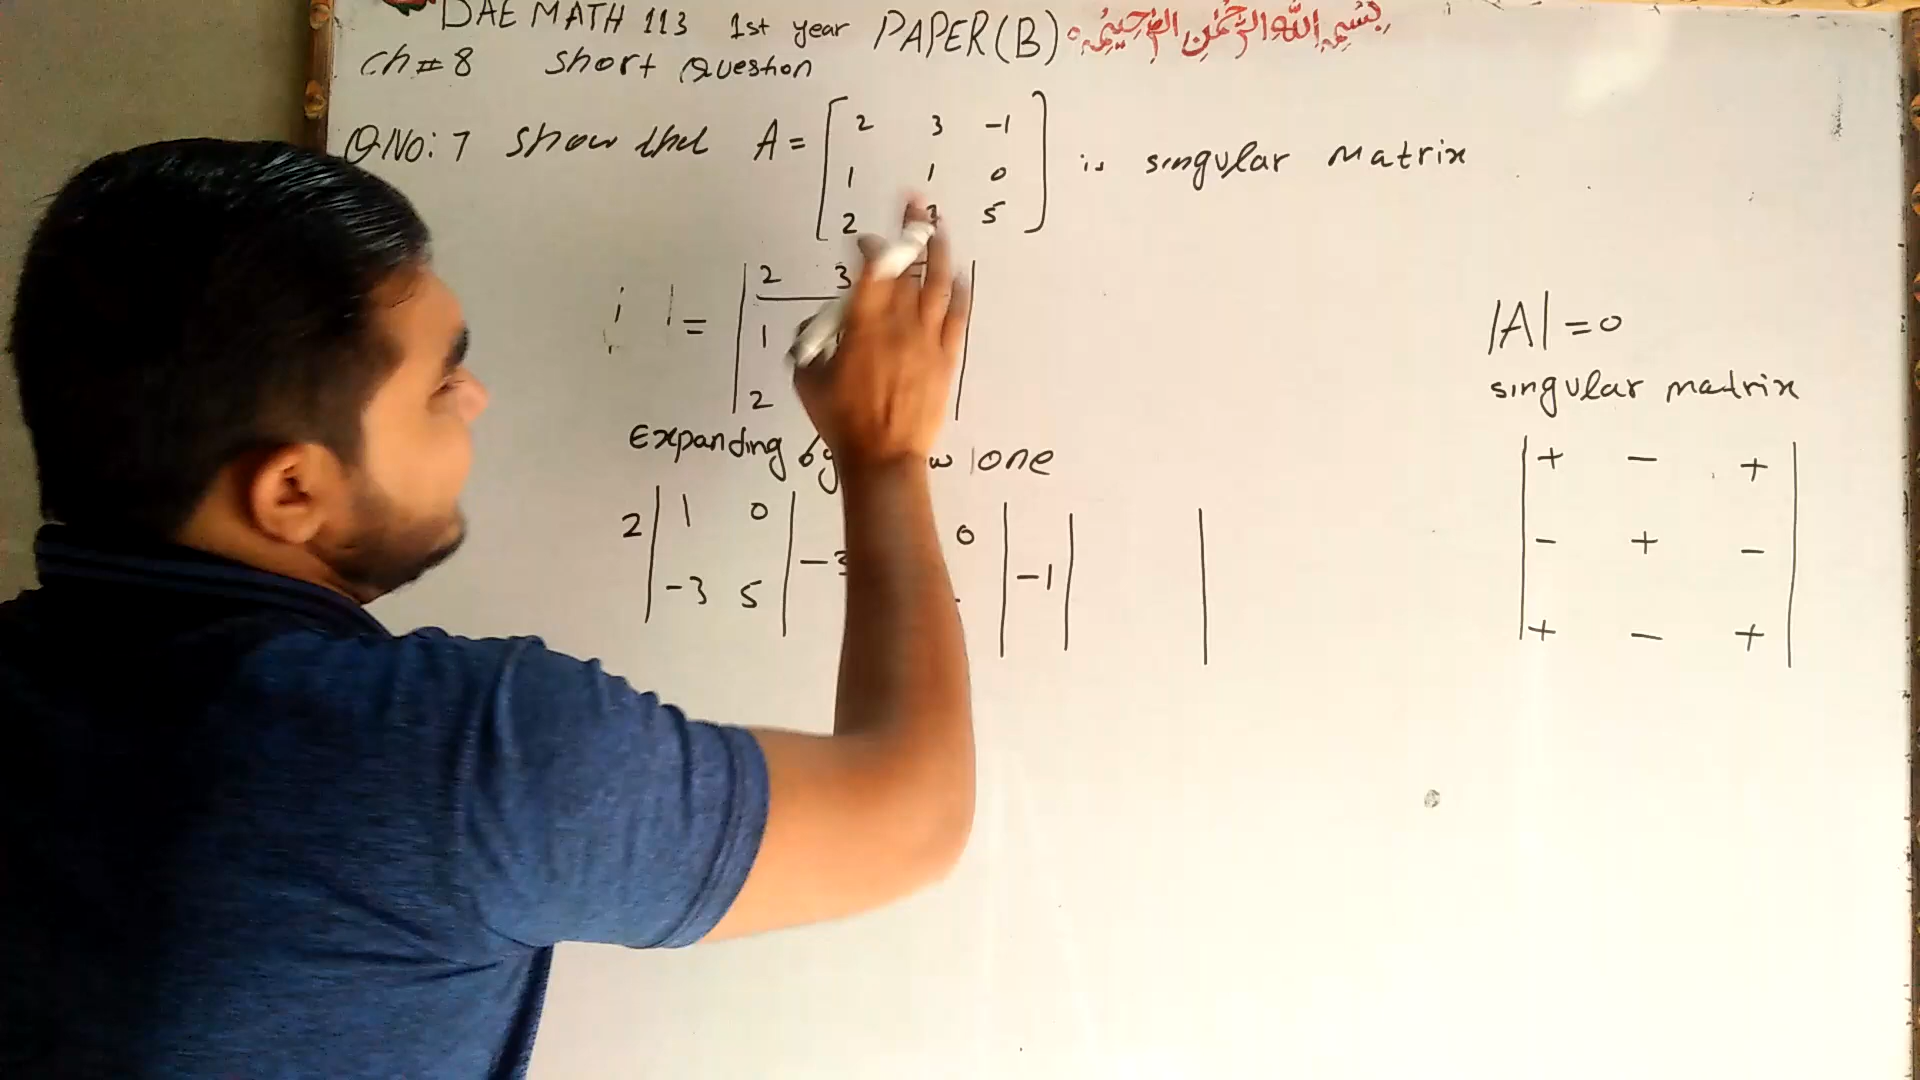 DAE MATH 113 1st year PAPER (B) بسم الله الرحمن الرحيم
ch # 8 short Question
Q.No: 7 show that A = [ 2 3 -1 is singular matrix
1 1 0
2 3 5 ]
| = | 2 3
1
2 |
|A| = 0
singular matrix
Expanding by one
2 | 1 0 | - 3 0 | -1 | |
-3 5
+ - +
- + -
+ - +